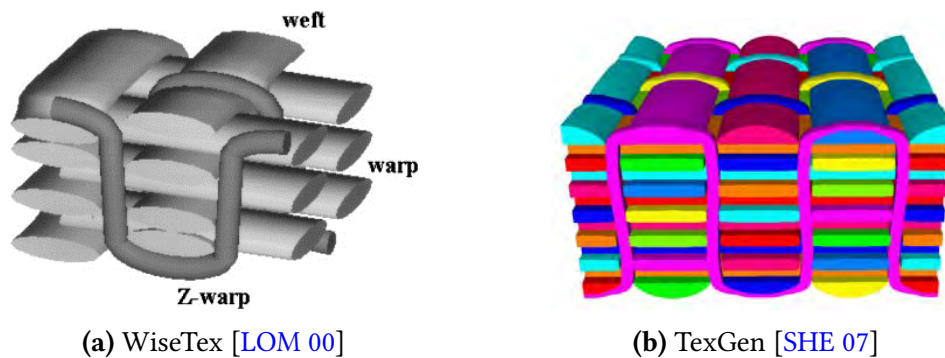 weft
warp
Z-warp
(a) WiseTex [LOM 00]
(b) TexGen [SHE 07]